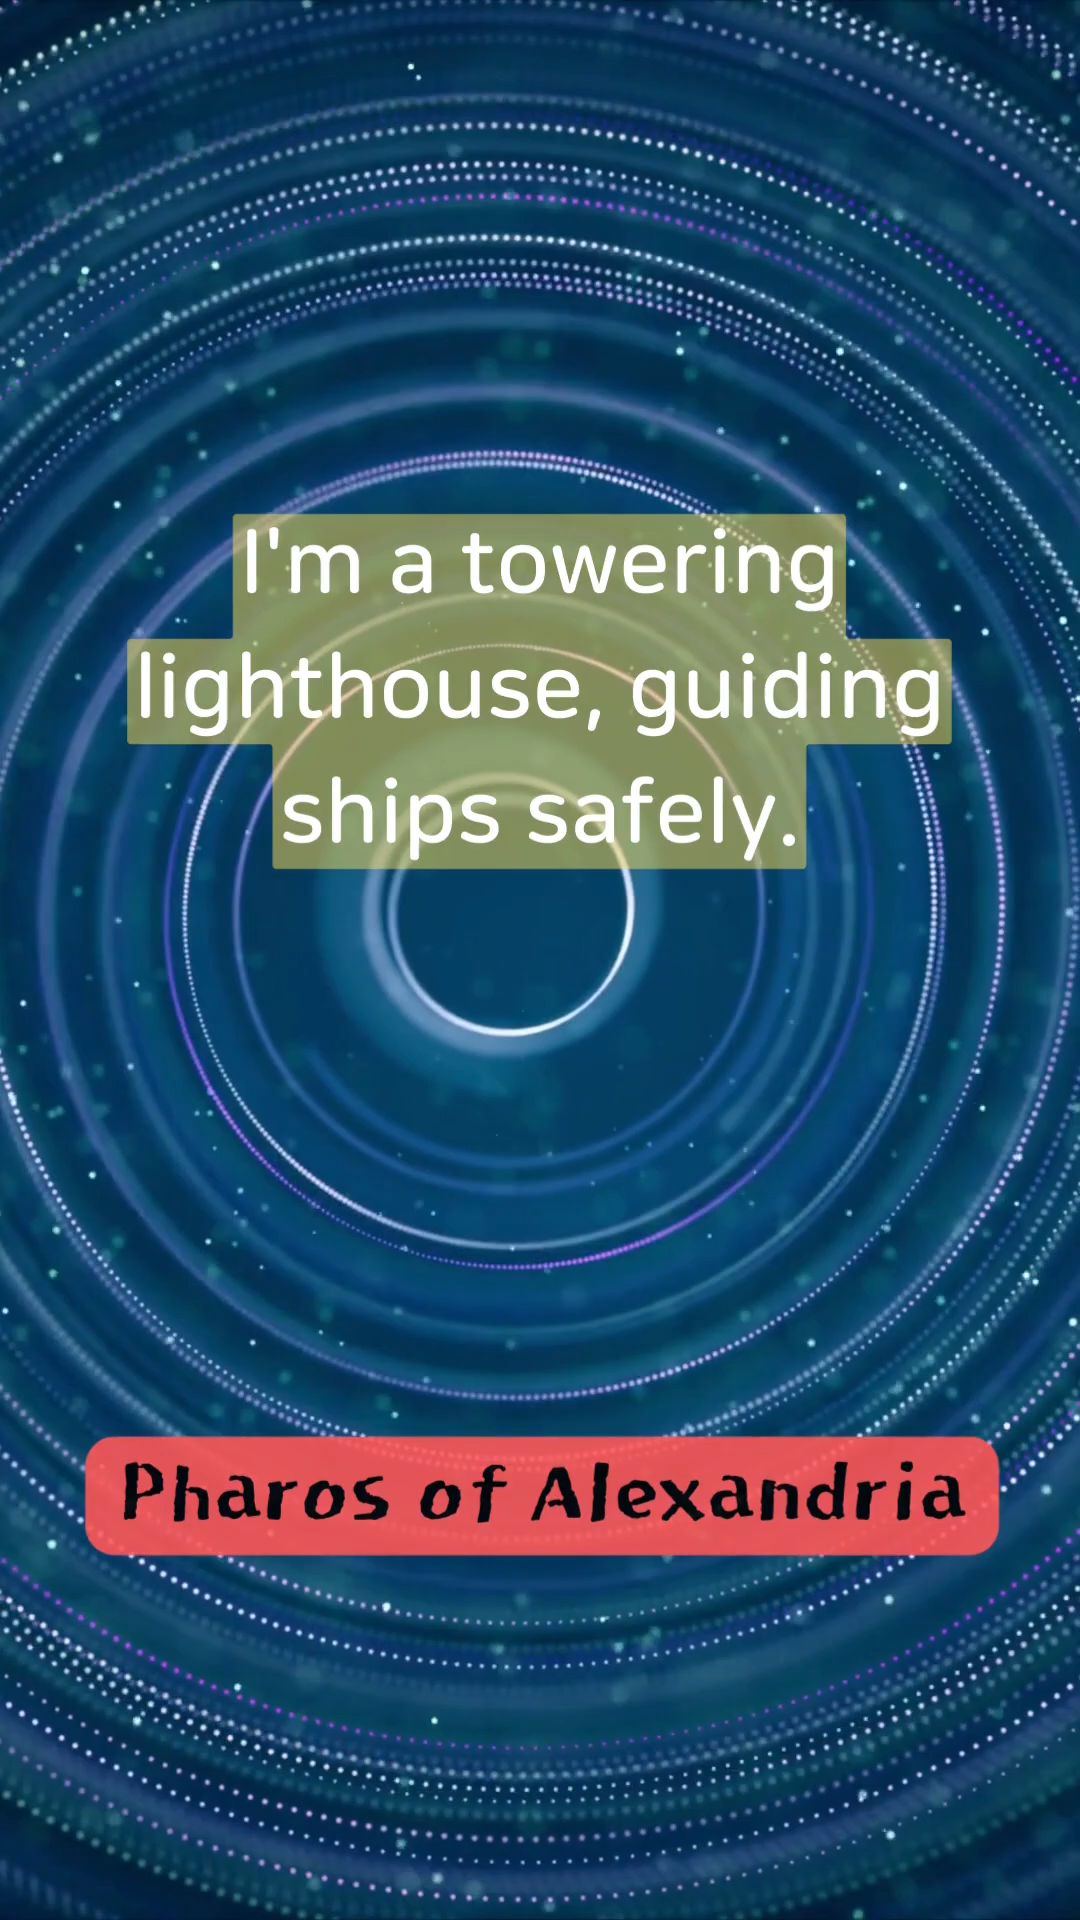 I'm a towering
lighthouse, guiding
ships safely.
Pharos of Alexandria